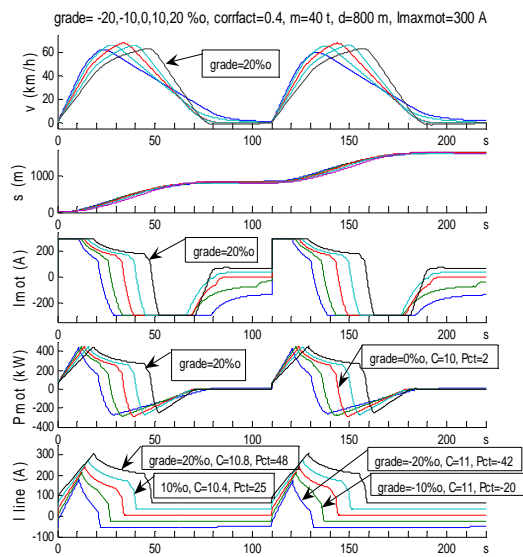 grade= -20,-10,0,10,20 %o, corrfact=0.4, m=40 t, d=800 m, Imaxmot=300 A
v (km/h)
60
40
20
0
grade=20%o
0 50 100 150 200 s
s (m)
1000
0
0 50 100 150 200 s
Imot (A)
200
0
-200
grade=20%o
0 50 100 150 200 s
Pmot (kW)
400
200
0
-200
-400
grade=20%o
grade=0%o, C=10, Pct=2
0 50 100 150 200 s
I line (A)
300
200
100
0
-100
grade=20%o, C=10.8, Pct=48
10%o, C=10.4, Pct=25
grade=-20%o, C=11, Pct=-42
grade=-10%o, C=11, Pct=-20
0 50 100 150 200 s